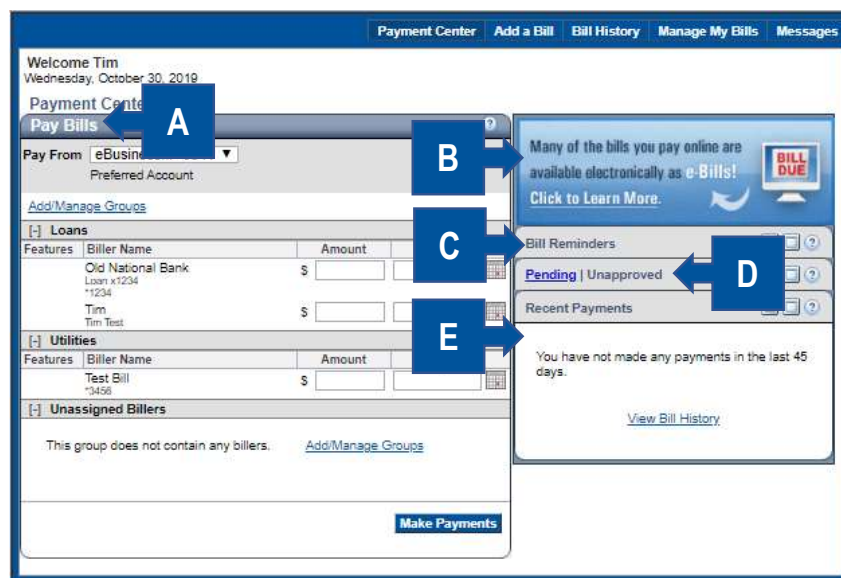 Payment Center Add a Bill Bill History Manage My Bills Messages
Welcome Tim
Wednesday, October 30, 2019
Payment Cente
Pay Bills
A
?
Pay From eBusiness
Preferred Account
Add/Manage Groups
[-] Loans
Features Biller Name Amount
Old National Bank $
Loan x1234
*1234
Tim $
Tim Test
[-] Utilities
Features Biller Name Amount
Test Bill $
*3456
[-] Unassigned Billers
This group does not contain any billers. Add/Manage Groups
Make Payments
B
Many of the bills you pay online are
available electronically as e-Bills!
Click to Learn More.
BILL
DUE
C
Bill Reminders ?
Pending | Unapproved ?
D
Recent Payments ?
E
You have not made any payments in the last 45
days.
View Bill History